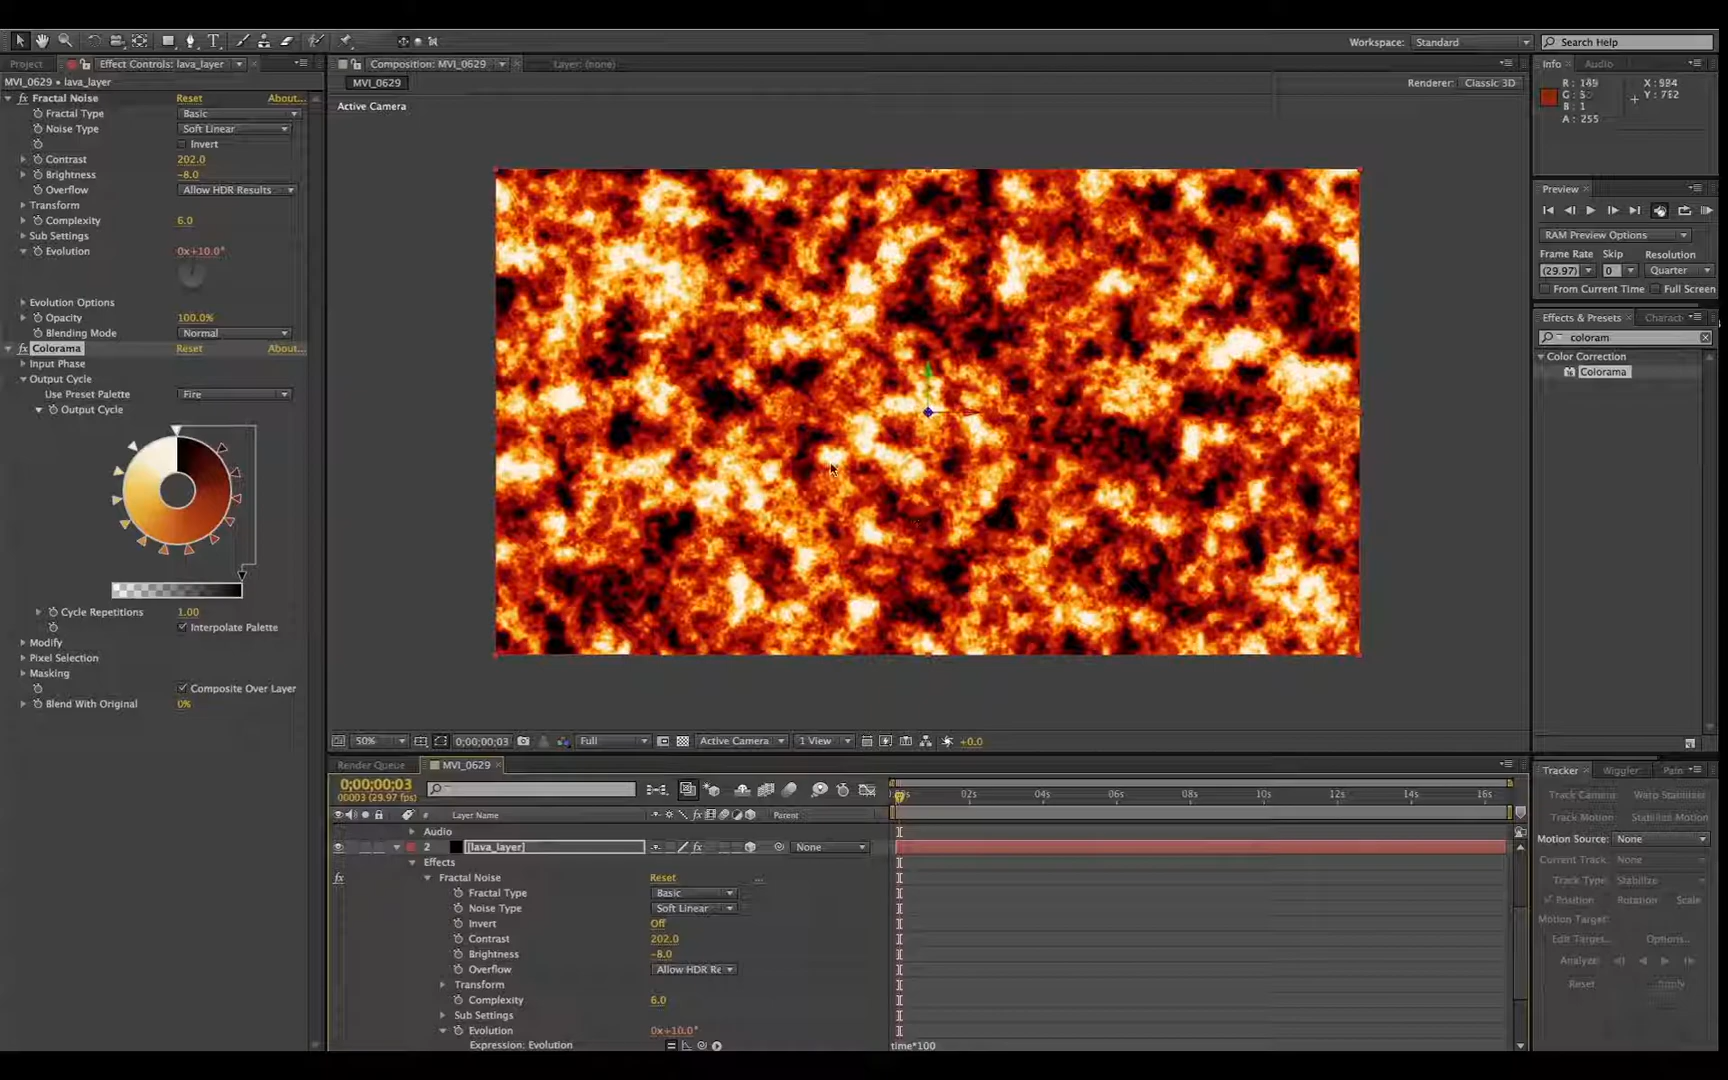 Workspace: Standard
Search Help
Project
Effect Controls: lava_layer
MVI_0629 • lava_layer
Fractal Noise Reset About...
Fractal Type Basic
Noise Type Soft Linear
Invert
Contrast 202.0
Brightness -8.0
Overflow Allow HDR Results
Transform
Complexity 6.0
Sub Settings
Evolution 0x+10.0°
Evolution Options
Opacity 100.0%
Blending Mode Normal
Colorama Reset About...
Input Phase
Output Cycle
Use Preset Palette Fire
Output Cycle
Cycle Repetitions 1.00
Interpolate Palette
Modify
Pixel Selection
Masking
Composite Over Layer
Blend With Original 0%
Composition: MVI_0629
Layer: (none)
MVI_0629
Renderer: Classic 3D
Active Camera
50% 0;00;00;03 Full Active Camera 1 View +0.0
Info Audio
R : 149 X : 924
Y : 712
B : 1
A : 255
Preview
RAM Preview Options
Frame Rate Skip Resolution
(29.97) 0 Quarter
From Current Time Full Screen
Effects & Presets Charact
coloram
Color Correction
Colorama
Render Queue MVI_0629
0;00;00;03
00003 (29.97 fps)
# Layer Name Parent
02s 04s 06s 08s 10s 12s 14s 16s
Audio
2 [lava_layer] None
Effects
Fractal Noise Reset ...
Fractal Type Basic
Noise Type Soft Linear
Invert Off
Contrast 202.0
Brightness -8.0
Overflow Allow HDR Re
Transform
Complexity 6.0
Sub Settings
Evolution 0x+10.0°
Expression: Evolution time*100
Tracker Wiggler Pain
Track Camera Warp Stabilizer
Track Motion Stabilize Motion
Motion Source: None
Current Track: None
Track Type: Stabilize
Position Rotation Scale
Motion Target:
Edit Target... Options...
Analyze:
Reset Apply